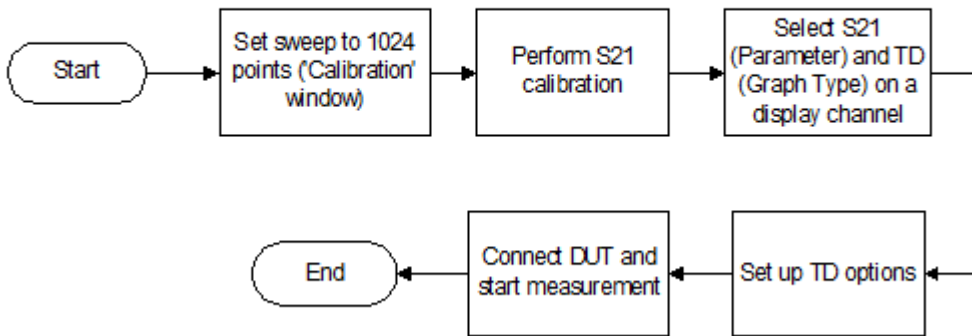 Start
Set sweep to 1024
points ('Calibration'
window)
Perform S21
calibration
Select S21
(Parameter) and TD
(Graph Type) on a
display channel
Set up TD options
Connect DUT and
start measurement
End